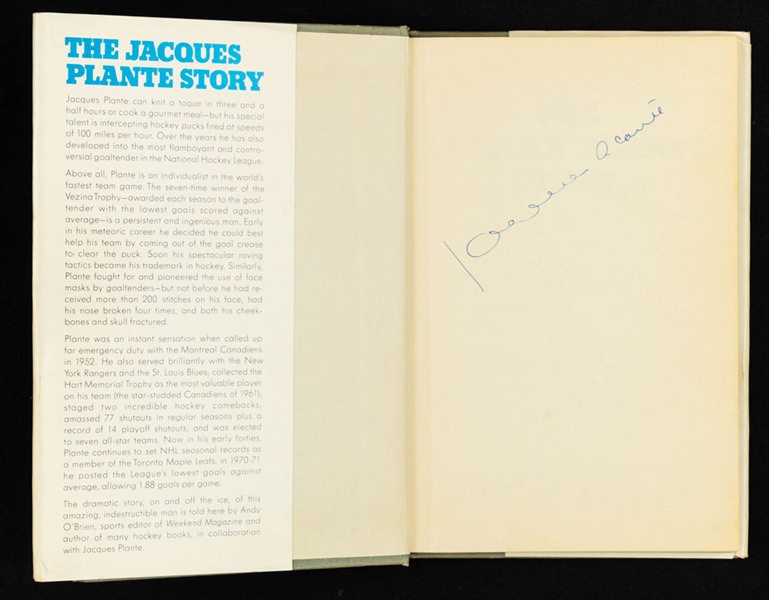 THE JACQUES
PLANTE STORY
Jacques Plante can knit a toque in three and a
half hours or cook a gourmet meal—but his special
talent is intercepting hockey pucks fired at speeds
of 100 miles per hour. Over the years he has also
developed into the most flamboyant and contro-
versial goaltender in the National Hockey League.
Above all, Plante is an individualist in the world's
fastest team game. The seven-time winner of the
Vezina Trophy—awarded each season to the goal-
tender with the lowest goals scored against
average—is a persistent and ingenious man. Early
in his meteoric career he decided he could best
help his team by coming out of the goal crease
to clear the puck. Soon his spectacular roving
tactics became his trademark in hockey. Similarly,
Plante fought for and pioneered the use of face
masks by goaltenders—but not before he had re-
ceived more than 200 stitches on his face, had
his nose broken four times, and both his cheek-
bones and skull fractured.
Plante was an instant sensation when called up
for emergency duty with the Montreal Canadiens
in 1952. He also served brilliantly with the New
York Rangers and the St. Louis Blues; collected the
Hart Memorial Trophy as the most valuable player
on his team (the star-studded Canadiens of 1961);
staged two incredible hockey comebacks;
amassed 77 shutouts in regular seasons plus a
record of 14 playoff shutouts, and was elected
to seven all-star teams. Now in his early forties,
Plante continues to set NHL seasonal records as
a member of the Toronto Maple Leafs. In 1970-71
he posted the League's lowest goals against
average, allowing 1.88 goals per game.
The dramatic story, on and off the ice, of this
amazing, indestructible man is told here by Andy
O'Brien, sports editor of Weekend Magazine and
author of many hockey books, in collaboration
with Jacques Plante.
Jacques Plante